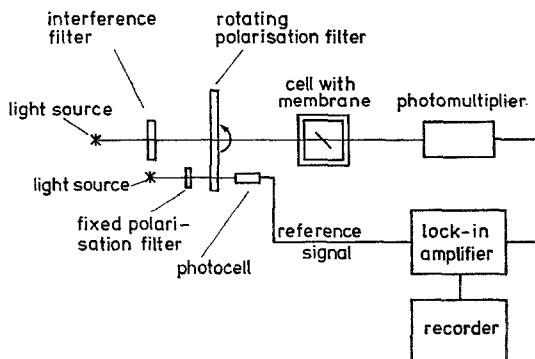 interference
filter
rotating
polarisation filter
cell with
membrane
photomultiplier
light source
light source
fixed polari-
sation filter
photocell
reference
signal
lock-in
amplifier
recorder